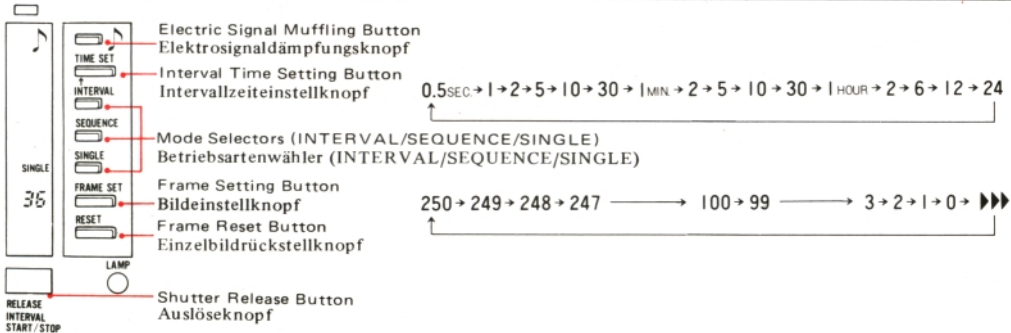 ♪
SINGLE
36
RELEASE
INTERVAL
START/STOP
♪
TIME SET
↑
INTERVAL
SEQUENCE
SINGLE
FRAME SET
RESET
LAMP
Electric Signal Muffling Button
Elektrosignaldämpfungsknopf
Interval Time Setting Button
Intervallzeiteinstellknopf
0.5SEC.→1→2→5→10→30→1MIN.→2→5→10→30→1HOUR→2→6→12→24
Mode Selectors (INTERVAL/SEQUENCE/SINGLE)
Betriebsartenwähler (INTERVAL/SEQUENCE/SINGLE)
Frame Setting Button
Bildeinstellknopf
250→249→248→247 ⟶ 100→99 ⟶ 3→2→1→0→▶▶▶
Frame Reset Button
Einzelbildrückstellknopf
Shutter Release Button
Auslöseknopf